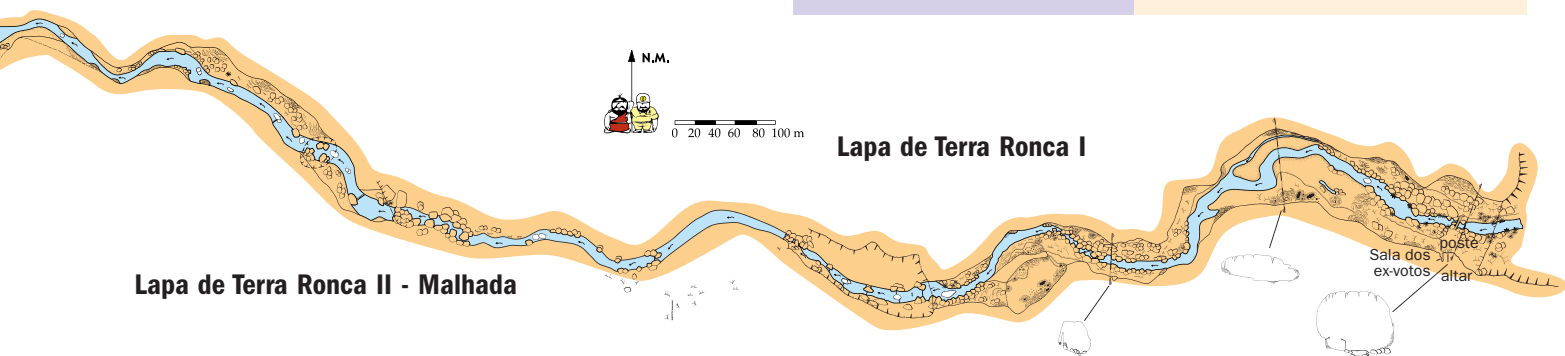 N.M.
0 20 40 60 80 100 m
Lapa de Terra Ronca I
poste
Sala dos
ex-votos
altar
Lapa de Terra Ronca II - Malhada